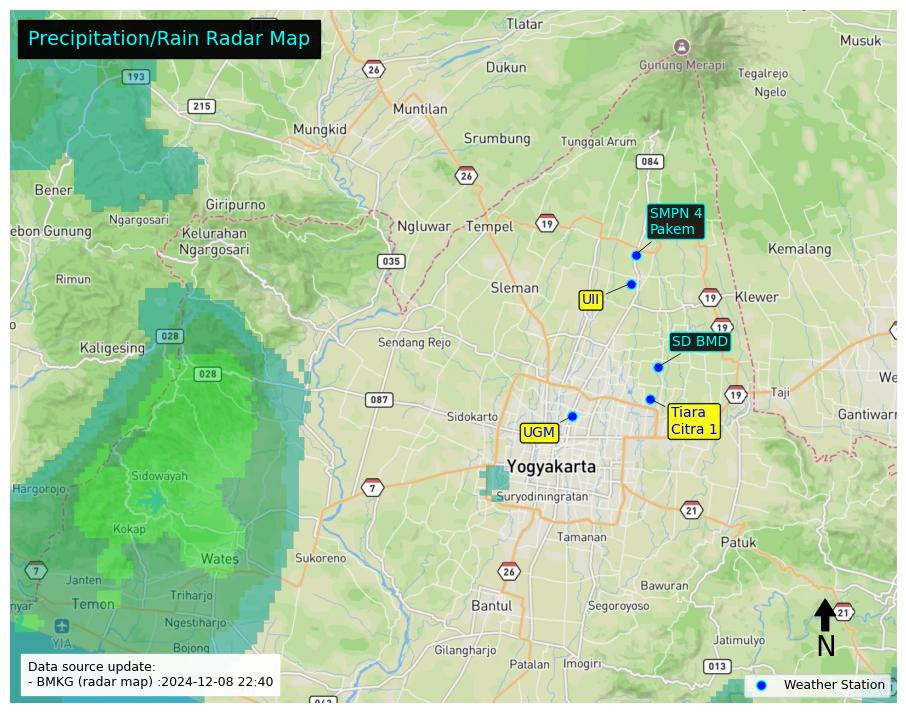 Precipitation/Rain Radar Map
Tlatar
Musuk
Gunung Merapi
Tegalrejo
Ngelo
26
Dukun
193
215
Muntilan
Mungkid
Srumbung
Tunggal Arum
084
26
Bener
Giripurno
Ngargosari
SMPN 4
Pakem
ebon Gunung
Kelurahan
Ngargosari
Ngluwar
Tempel
19
Kemalang
035
Rimun
UII
Sleman
19
Klewer
19
028
Kaligesing
Sendang Rejo
SD BMD
028
We
087
19
Taji
Sidokarto
Tiara
Citra 1
Gantiwarn
UGM
Yogyakarta
Sidowayah
Hargorojo
7
Suryodiningratan
21
Kokap
Tamanan
Patuk
Wates
Sukoreno
7
26
Janten
Bawuran
Temon
Triharjo
Bantul
Segoroyoso
21
nyar
Ngestiharjo
YIA
Jatimulyo
N
Bojong
Gilangharjo
Patalan
Imogiri
013
Data source update:
- BMKG (radar map) :2024-12-08 22:40
Weather Station